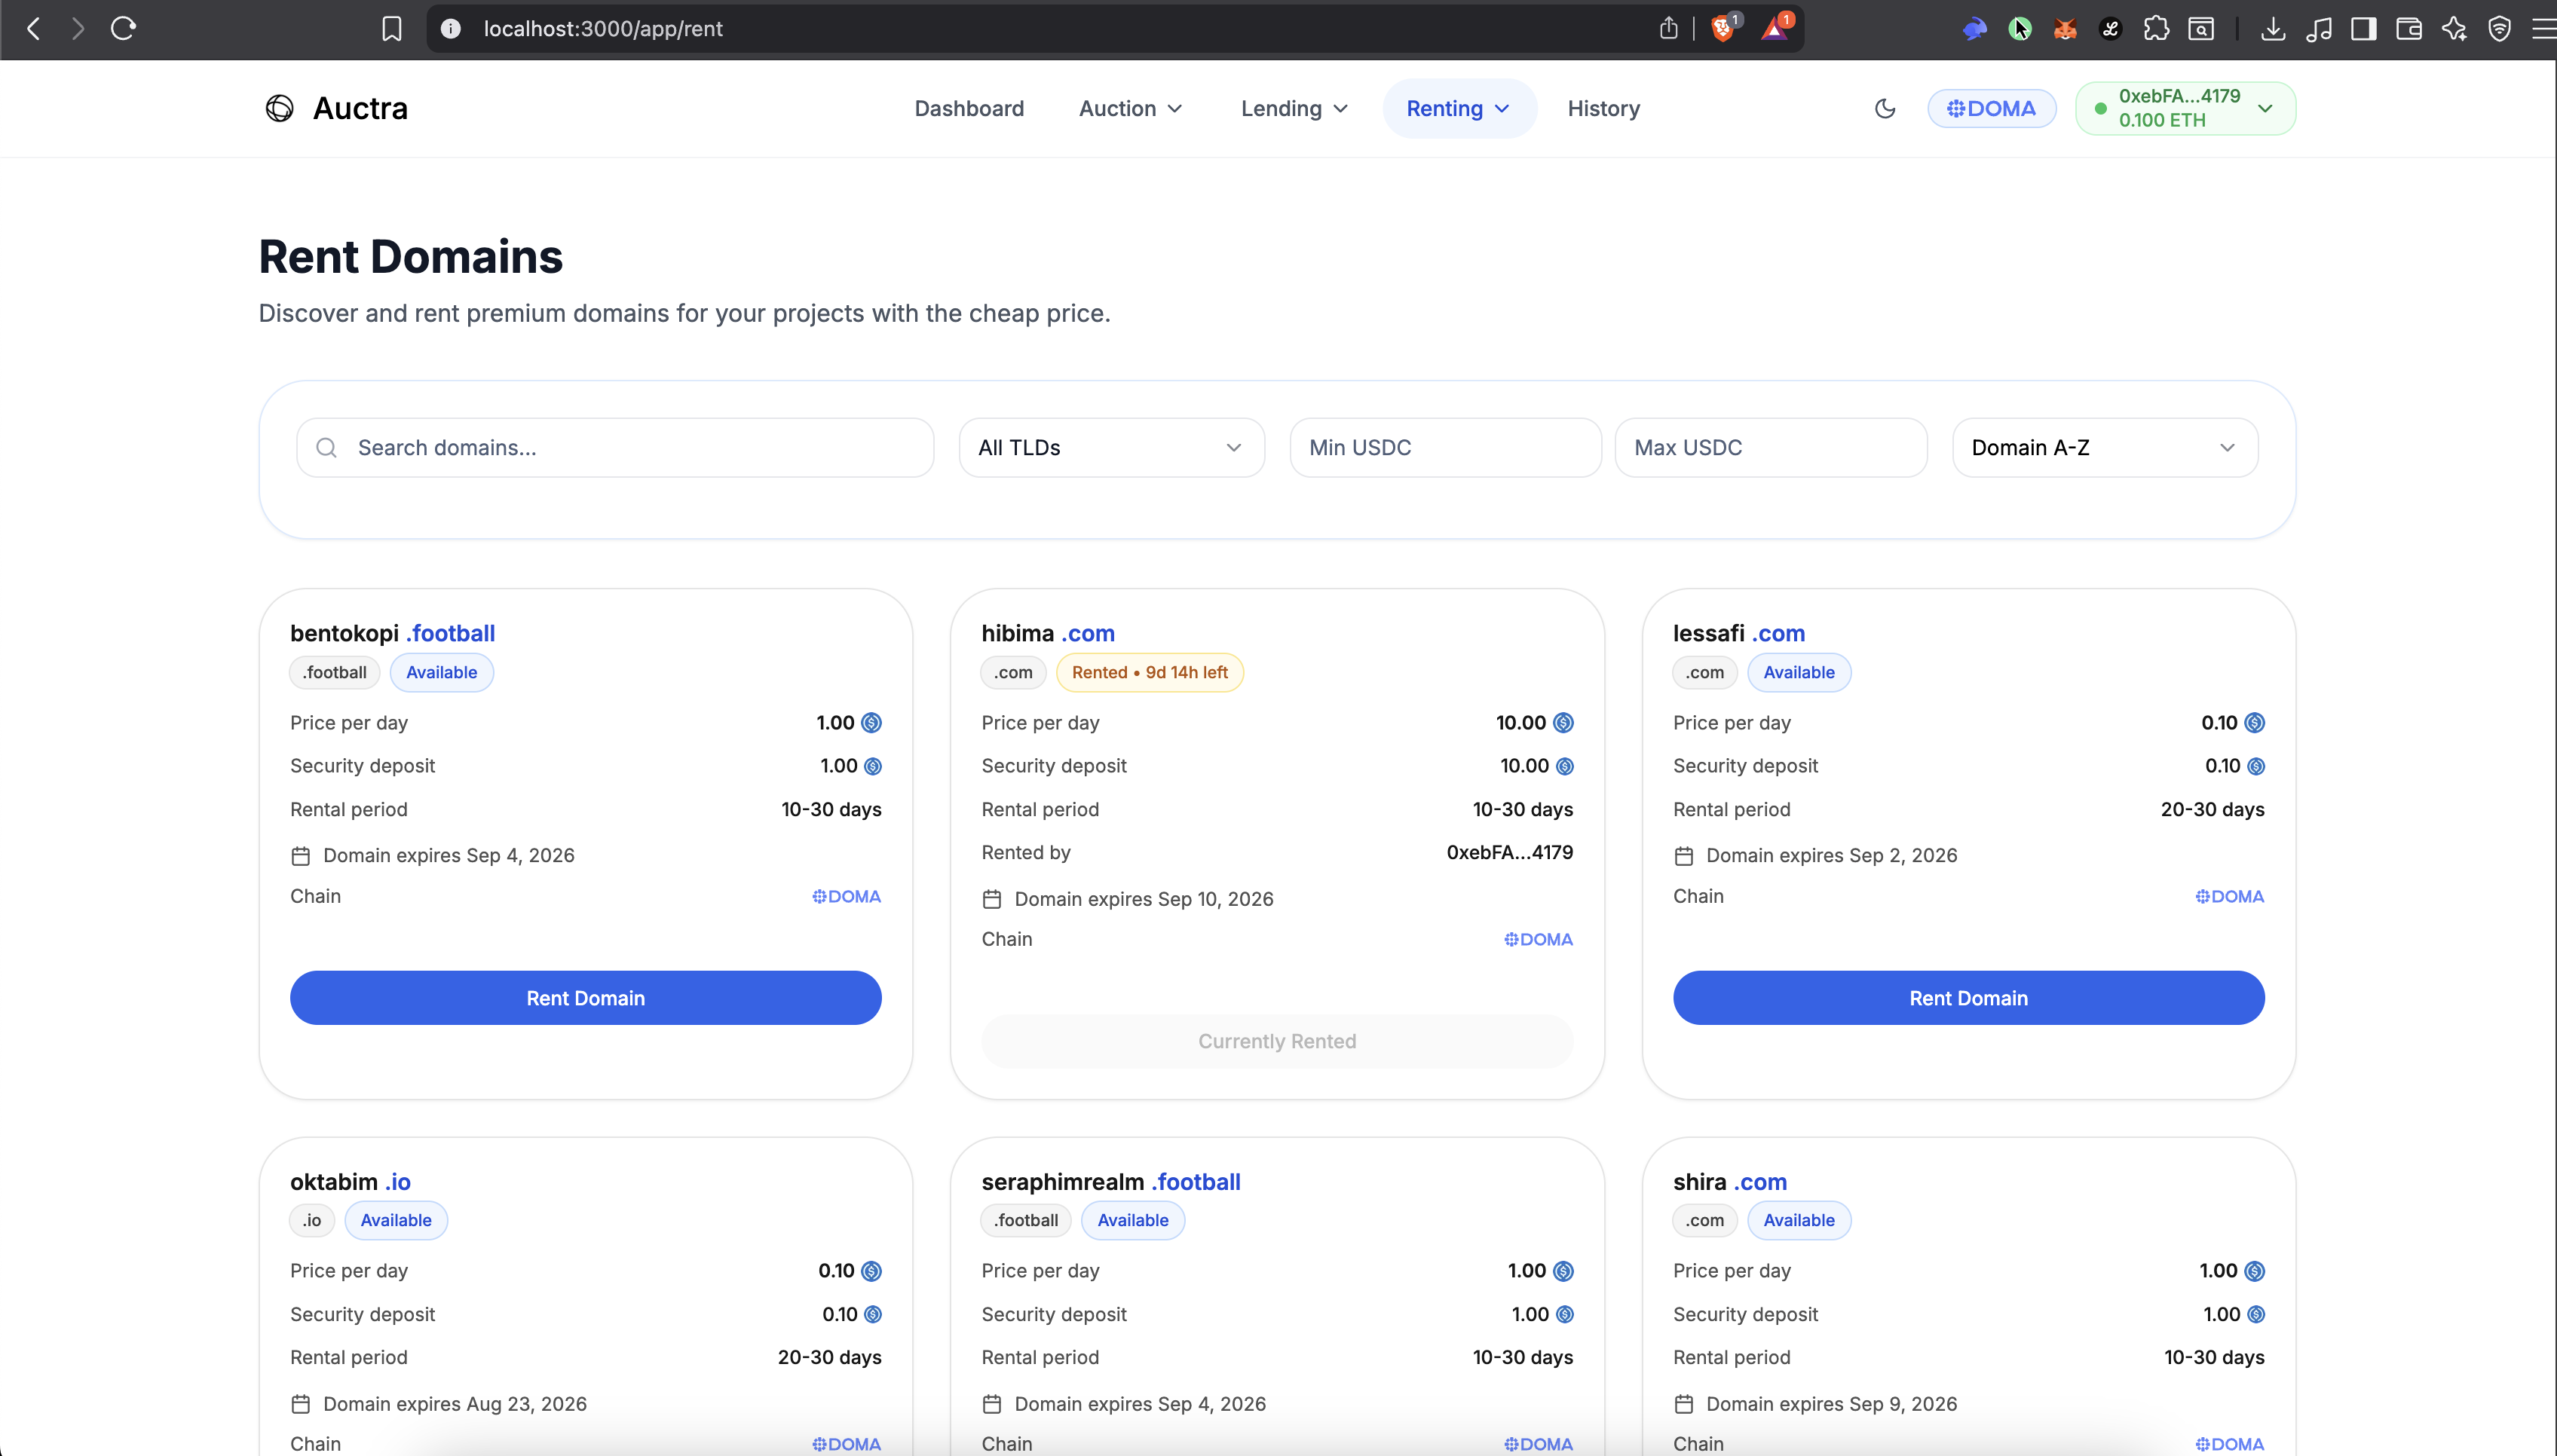 localhost:3000/app/rent
1
1
Auctra
Dashboard
Auction
Lending
Renting
History
DOMA
0xebFA...4179
0.100 ETH
Rent Domains
Discover and rent premium domains for your projects with the cheap price.
Search domains...
All TLDs
Min USDC
Max USDC
Domain A-Z
bentokopi .football
.football
Available
Price per day
1.00
Security deposit
1.00
Rental period
10-30 days
Domain expires Sep 4, 2026
Chain
DOMA
Rent Domain
hibima .com
.com
Rented • 9d 14h left
Price per day
10.00
Security deposit
10.00
Rental period
10-30 days
Rented by
0xebFA...4179
Domain expires Sep 10, 2026
Chain
DOMA
Currently Rented
lessafi .com
.com
Available
Price per day
0.10
Security deposit
0.10
Rental period
20-30 days
Domain expires Sep 2, 2026
Chain
DOMA
Rent Domain
oktabim .io
.io
Available
Price per day
0.10
Security deposit
0.10
Rental period
20-30 days
Domain expires Aug 23, 2026
Chain
DOMA
seraphimrealm .football
.football
Available
Price per day
1.00
Security deposit
1.00
Rental period
10-30 days
Domain expires Sep 4, 2026
Chain
DOMA
shira .com
.com
Available
Price per day
1.00
Security deposit
1.00
Rental period
10-30 days
Domain expires Sep 9, 2026
Chain
DOMA